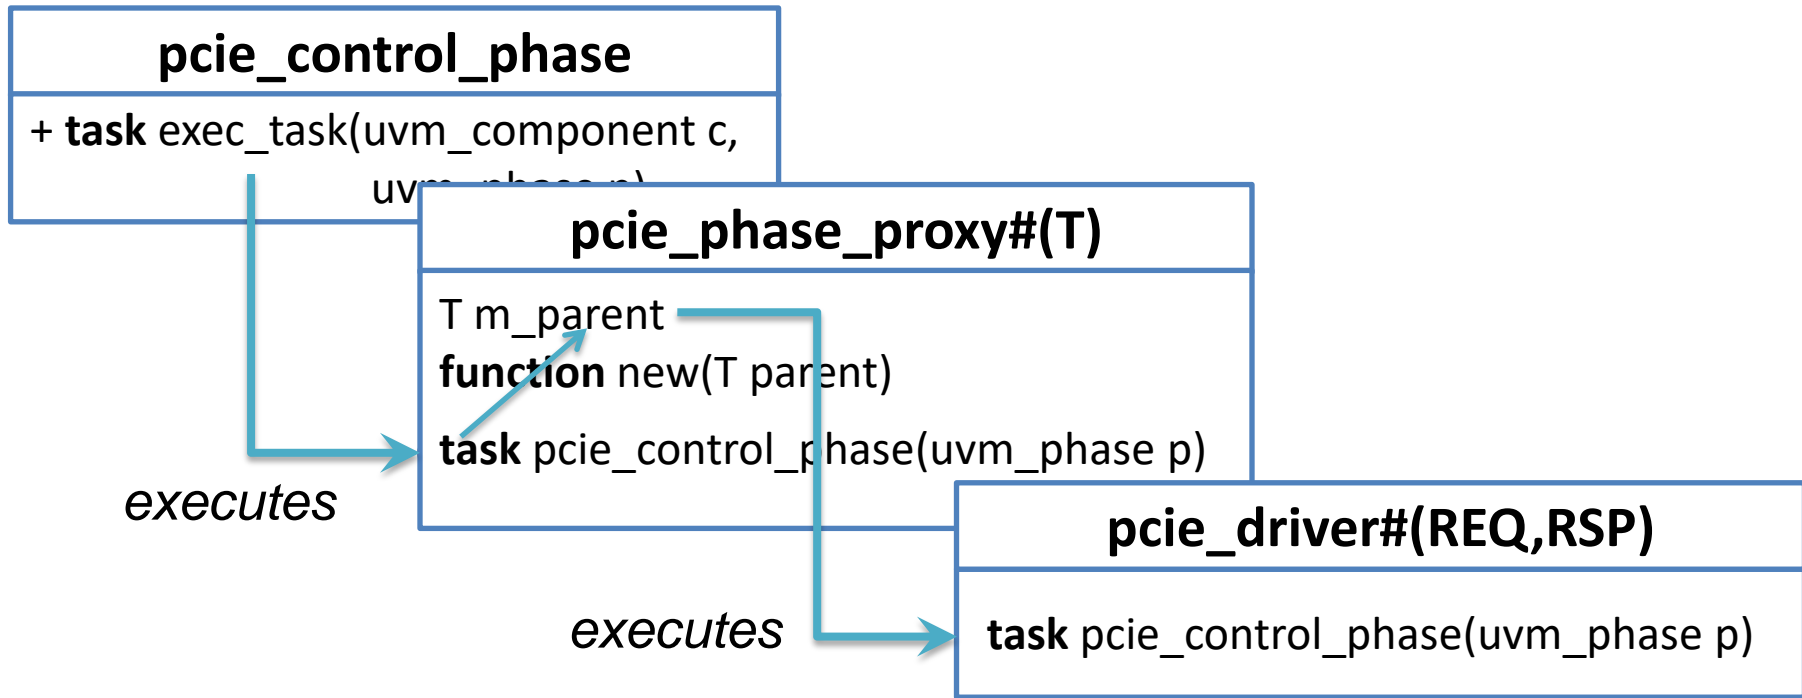 pcie_control_phase
+ task exec_task(uvm_component c,
uvm_phase p)
pcie_phase_proxy#(T)
T m_parent
function new(T parent)
task pcie_control_phase(uvm_phase p)
executes
pcie_driver#(REQ,RSP)
executes
task pcie_control_phase(uvm_phase p)